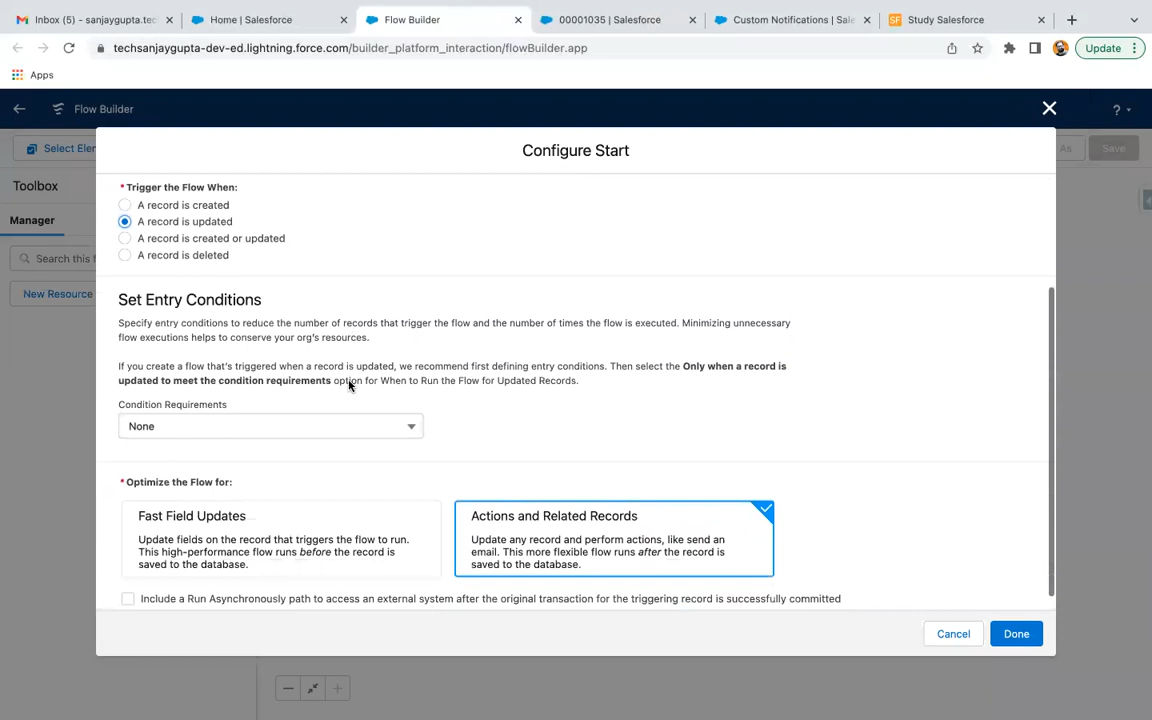 Inbox (5) - sanjaygupta.tec
Home | Salesforce
Flow Builder
00001035 | Salesforce
Custom Notifications | Sale
Study Salesforce
techsanjaygupta-dev-ed.lightning.force.com/builder_platform_interaction/flowBuilder.app
Update
Apps
Flow Builder
?
Select Eler
Configure Start
As
Save
Toolbox
Manager
Search this f
New Resource
* Trigger the Flow When:
A record is created
A record is updated
A record is created or updated
A record is deleted
Set Entry Conditions
Specify entry conditions to reduce the number of records that trigger the flow and the number of times the flow is executed. Minimizing unnecessary
flow executions helps to conserve your org's resources.
If you create a flow that's triggered when a record is updated, we recommend first defining entry conditions. Then select the Only when a record is
updated to meet the condition requirements option for When to Run the Flow for Updated Records.
Condition Requirements
None
* Optimize the Flow for:
Fast Field Updates
Update fields on the record that triggers the flow to run.
This high-performance flow runs before the record is
saved to the database.
Actions and Related Records
Update any record and perform actions, like send an
email. This more flexible flow runs after the record is
saved to the database.
Include a Run Asynchronously path to access an external system after the original transaction for the triggering record is successfully committed
Cancel
Done